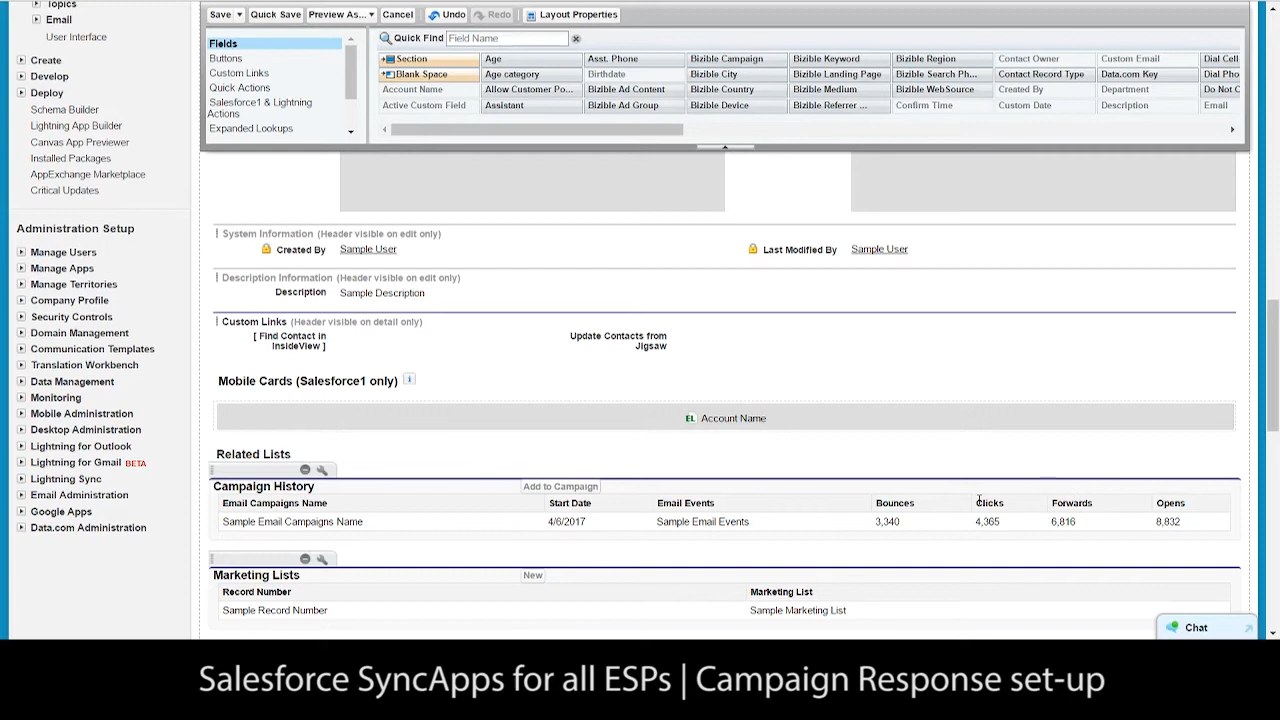 Topics
Email
User Interface
Create
Develop
Deploy
Schema Builder
Lightning App Builder
Canvas App Previewer
Installed Packages
AppExchange Marketplace
Critical Updates
Administration Setup
Manage Users
Manage Apps
Manage Territories
Company Profile
Security Controls
Domain Management
Communication Templates
Translation Workbench
Data Management
Monitoring
Mobile Administration
Desktop Administration
Lightning for Outlook
Lightning for Gmail BETA
Lightning Sync
Email Administration
Google Apps
Data.com Administration
Save Quick Save Preview As... Cancel Undo Redo Layout Properties
Fields
Buttons
Custom Links
Quick Actions
Salesforce1 & Lightning
Actions
Expanded Lookups
Quick Find Field Name
Section Age Asst. Phone Bizible Campaign Bizible Keyword Bizible Region Contact Owner Custom Email Dial Cell
Blank Space Age category Birthdate Bizible City Bizible Landing Page Bizible Search Ph... Contact Record Type Data.com Key Dial Pho
Account Name Allow Customer Po... Bizible Ad Content Bizible Country Bizible Medium Bizible WebSource Created By Department Do Not C
Active Custom Field Assistant Bizible Ad Group Bizible Device Bizible Referrer ... Confirm Time Custom Date Description Email
System Information (Header visible on edit only)
Created By Sample User Last Modified By Sample User
Description Information (Header visible on edit only)
Description Sample Description
Custom Links (Header visible on detail only)
[ Find Contact in Update Contacts from
InsideView ] Jigsaw
Mobile Cards (Salesforce1 only) i
EL Account Name
Related Lists
Campaign History Add to Campaign
Email Campaigns Name Start Date Email Events Bounces Clicks Forwards Opens
Sample Email Campaigns Name 4/6/2017 Sample Email Events 3,340 4,365 6,816 8,832
Marketing Lists New
Record Number Marketing List
Sample Record Number Sample Marketing List
Chat
Salesforce SyncApps for all ESPs | Campaign Response set-up